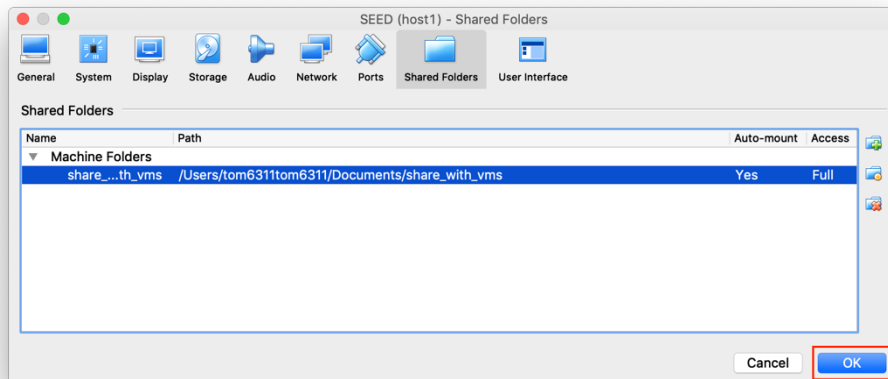 SEED (host1) - Shared Folders
General System Display Storage Audio Network Ports Shared Folders User Interface
Shared Folders
Name Path Auto-mount Access
Machine Folders
share_...th_vms /Users/tom6311tom6311/Documents/share_with_vms Yes Full
Cancel OK